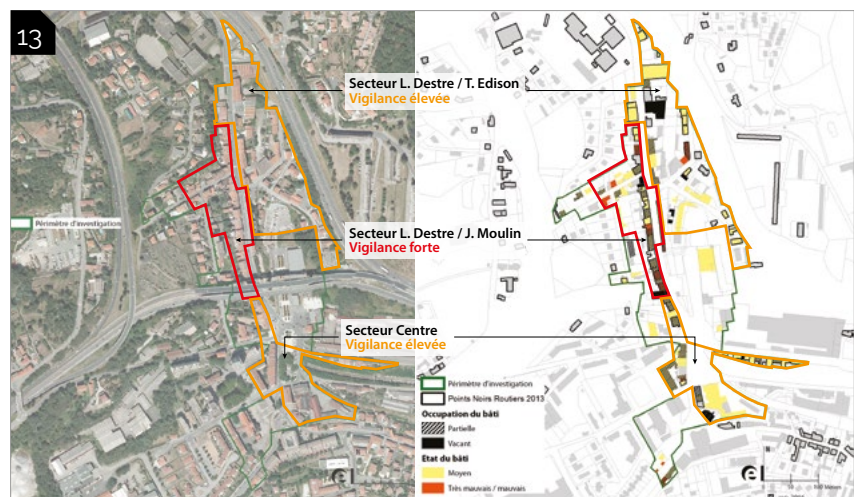 13
Secteur L. Destre / T. Edison
Vigilance élevée
Périmètre d'investigation
Secteur L. Destre / J. Moulin
Vigilance forte
Secteur Centre
Vigilance élevée
Périmètre d'investigation
Points Noirs Routiers 2013
Occupation du bâti
Partielle
Vacant
Etat du bâti
Moyen
Très mauvais / mauvais